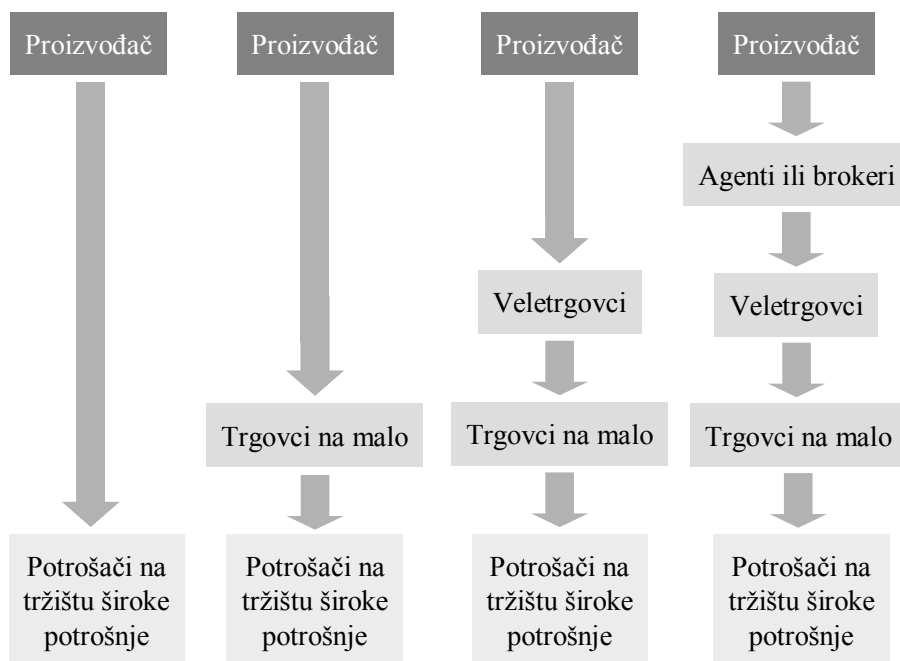 Proizvođač
Proizvođač
Proizvođač
Proizvođač
Agenti ili brokeri
Veletrgovci
Veletrgovci
Trgovci na malo
Trgovci na malo
Trgovci na malo
Potrošači na
tržištu široke
potrošnje
Potrošači na
tržištu široke
potrošnje
Potrošači na
tržištu široke
potrošnje
Potrošači na
tržištu široke
potrošnje